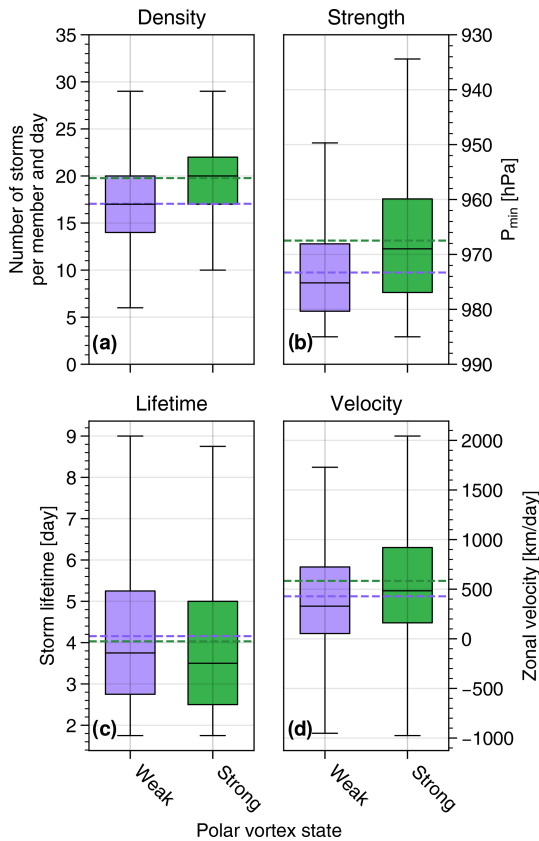 Density
Strength
35
30
25
20
15
10
5
0
Number of storms
per member and day
(a)
930
940
950
960
970
980
990
Pmin [hPa]
(b)
Lifetime
Velocity
9
8
7
6
5
4
3
2
Storm lifetime [day]
(c)
2000
1500
1000
500
0
−500
−1000
Zonal velocity [km/day]
(d)
Weak
Strong
Weak
Strong
Polar vortex state